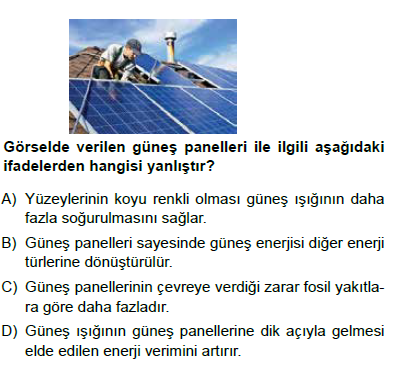 Görselde verilen güneş panelleri ile ilgili aşağıdaki
ifadelerden hangisi yanlıştır?
A) Yüzeylerinin koyu renkli olması güneş ışığının daha
fazla soğurulmasını sağlar.
B) Güneş panelleri sayesinde güneş enerjisi diğer enerji
türlerine dönüştürülür.
C) Güneş panellerinin çevreye verdiği zarar fosil yakıtla-
ra göre daha fazladır.
D) Güneş ışığının güneş panellerine dik açıyla gelmesi
elde edilen enerji verimini artırır.